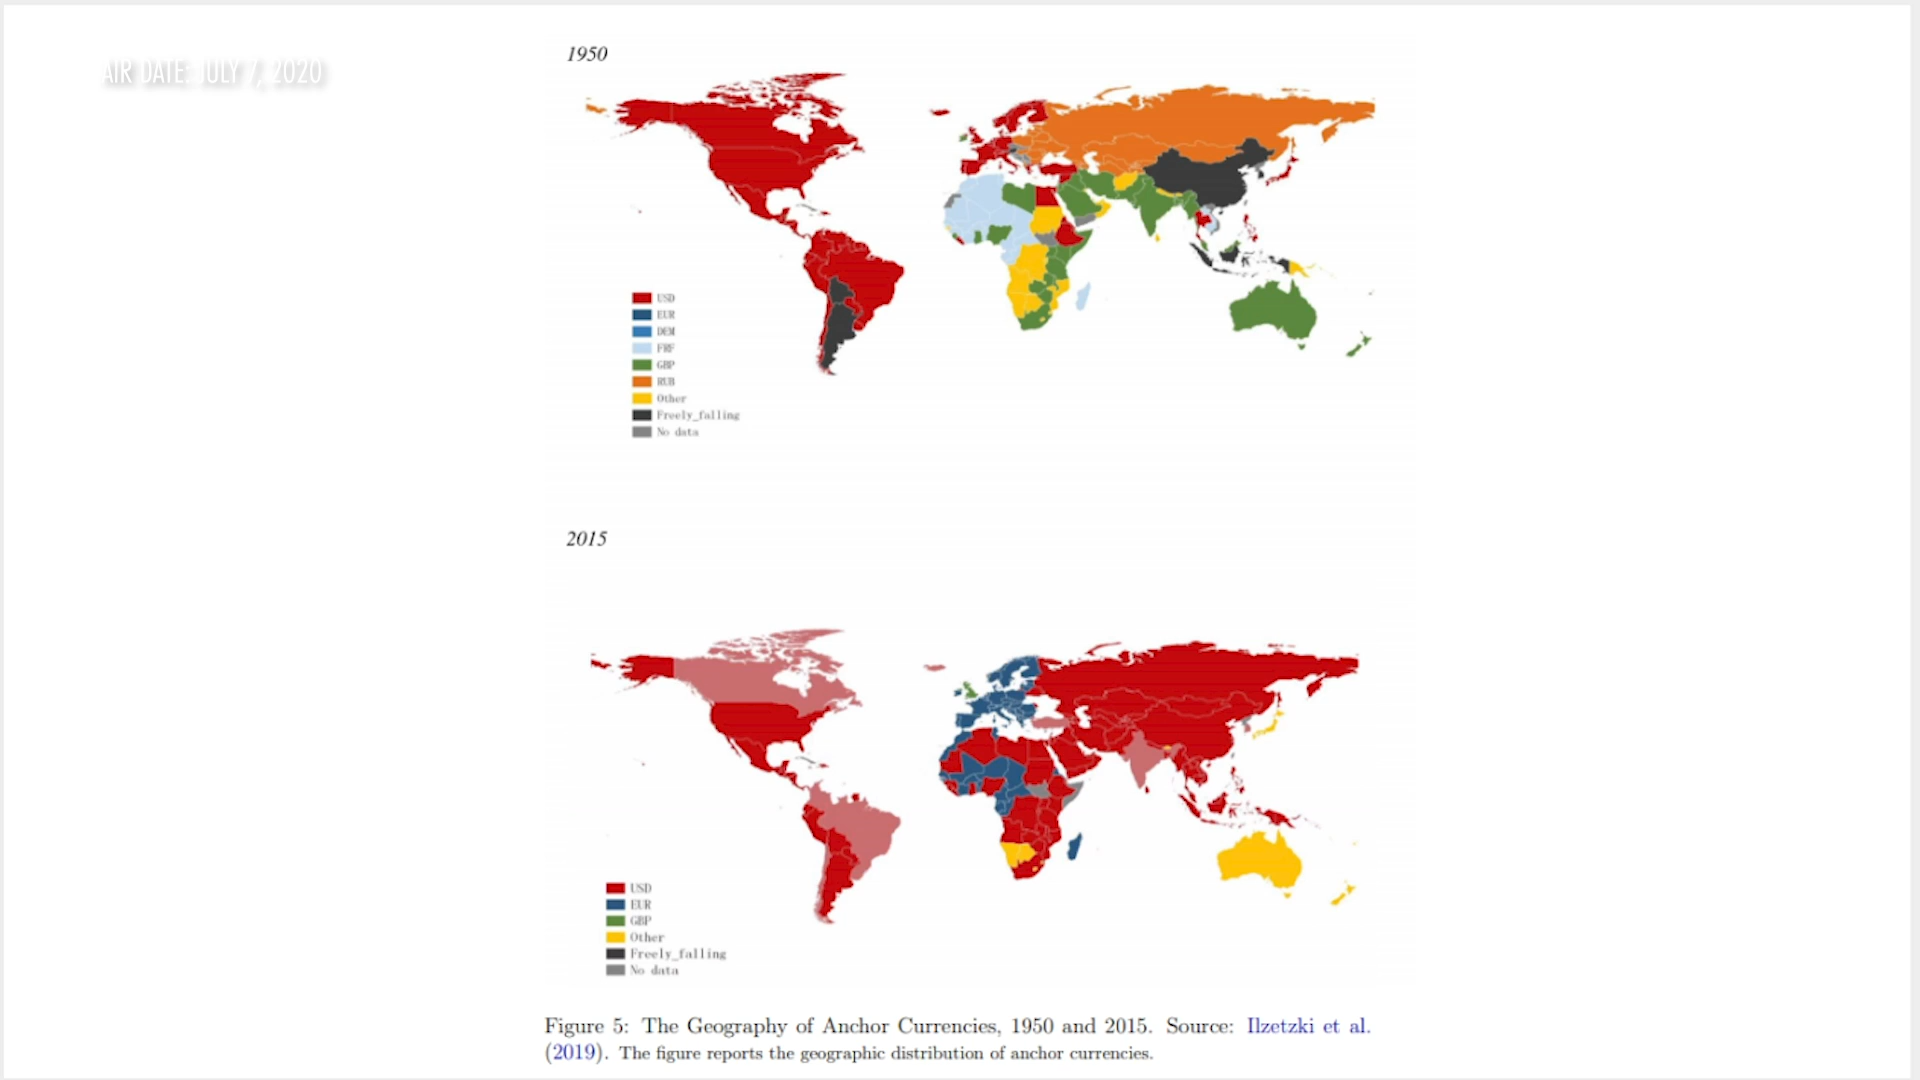 AIR DATE: JULY 7, 2020
1950
USD
EUR
DEM
FRF
GBP
RUB
Other
Freely_falling
No data
2015
USD
EUR
GBP
Other
Freely_falling
No data
Figure 5: The Geography of Anchor Currencies, 1950 and 2015. Source: Ilzetzki et al.
(2019). The figure reports the geographic distribution of anchor currencies.